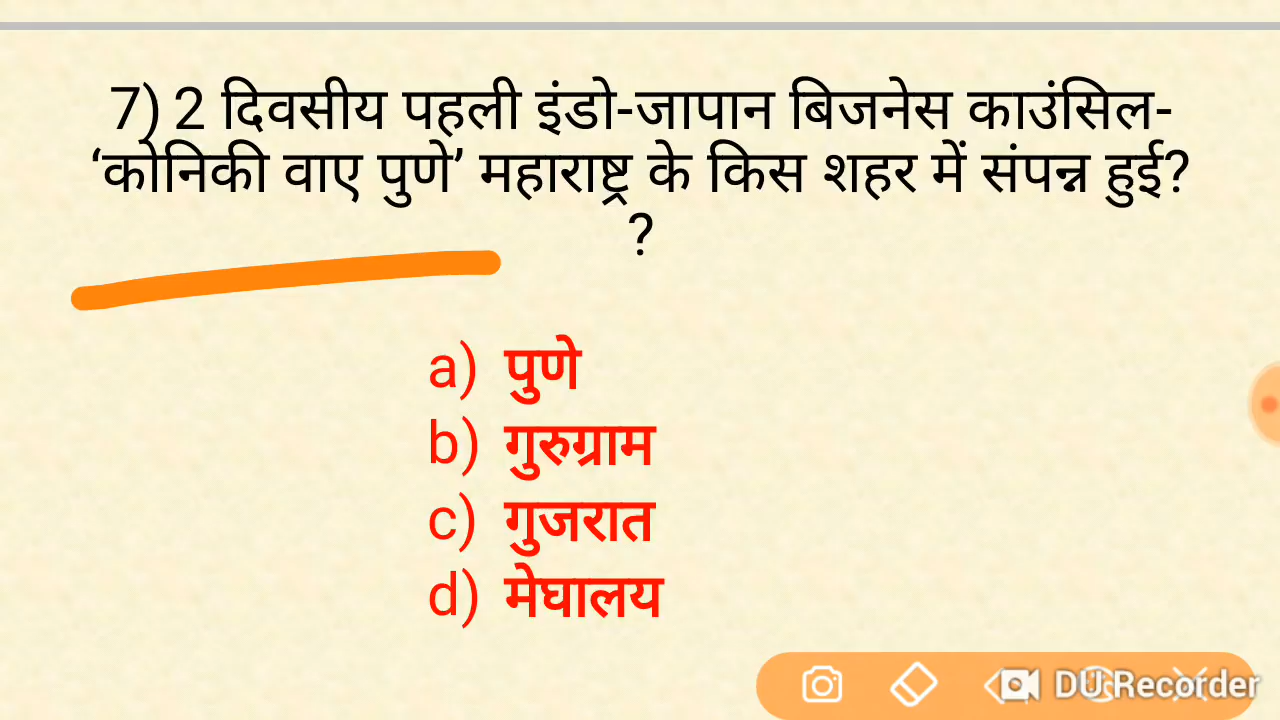 7) 2 दिवसीय पहली इंडो-जापान बिजनेस काउंसिल-
‘कोनिकी वाए पुणे’ महाराष्ट्र के किस शहर में संपन्न हुई?
?
a) पुणे
b) गुरुग्राम
c) गुजरात
d) मेघालय
DU Recorder